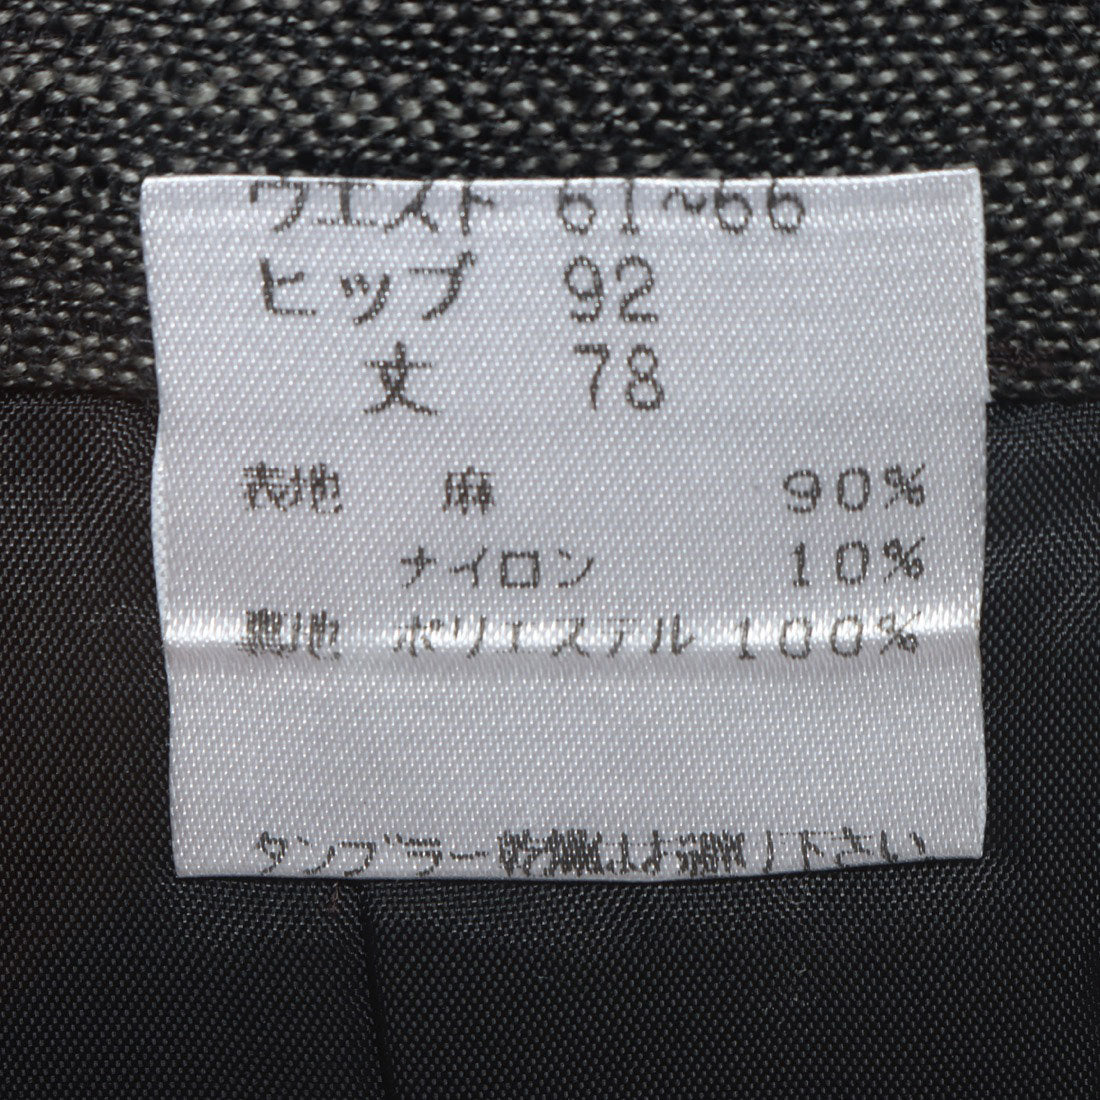 ウエスト 61~66
ヒップ 92
丈 78
表地 麻 90%
ナイロン 10%
裏地 ポリエステル 100%
タンブラー乾燥はお避け下さい